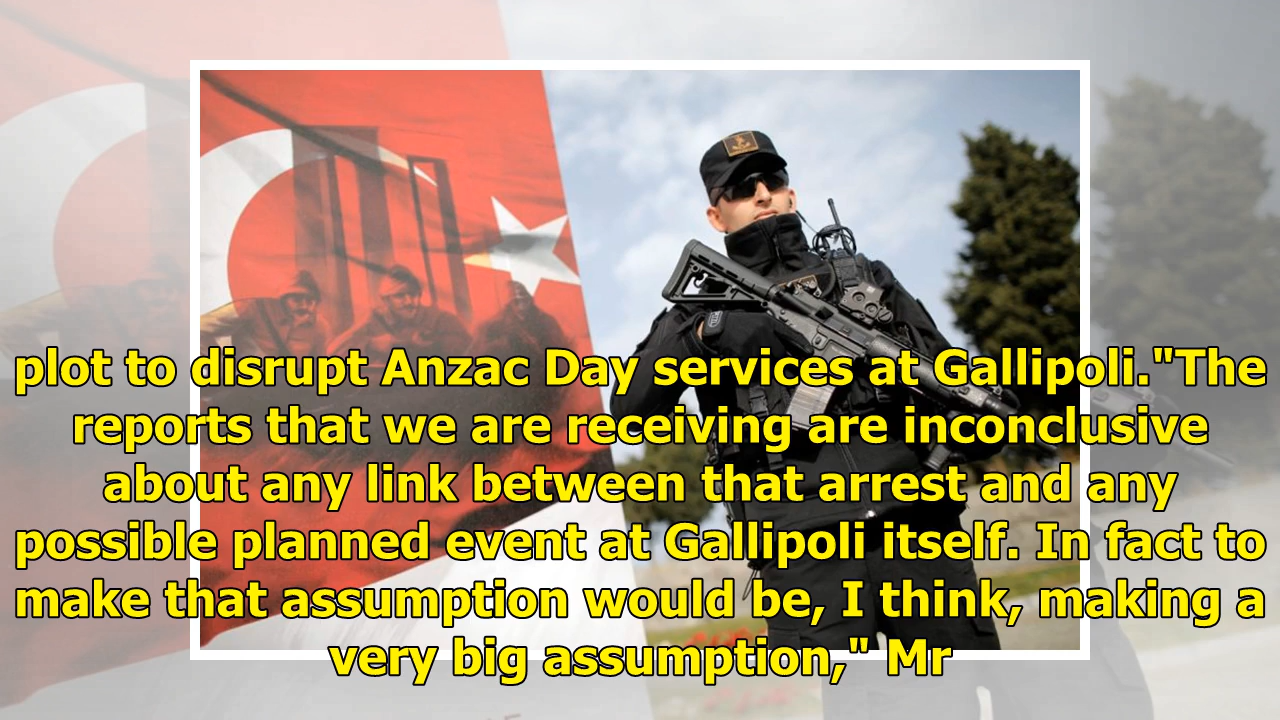 plot to disrupt Anzac Day services at Gallipoli."The
reports that we are receiving are inconclusive
about any link between that arrest and any
possible planned event at Gallipoli itself. In fact to
make that assumption would be, I think, making a
very big assumption," Mr